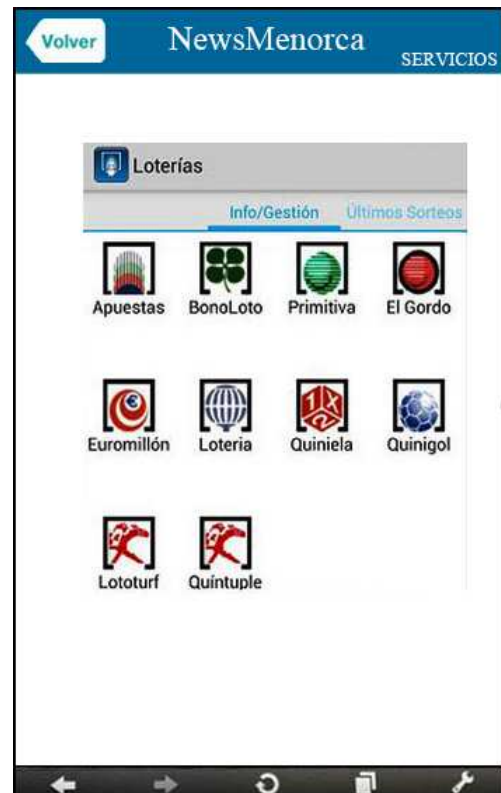 Volver
NewsMenorca
SERVICIOS
Loterías
Info/Gestión Últimos Sorteos
Apuestas BonoLoto Primitiva El Gordo
Euromillón Loteria Quiniela Quinigol
Lototurf Quíntuple